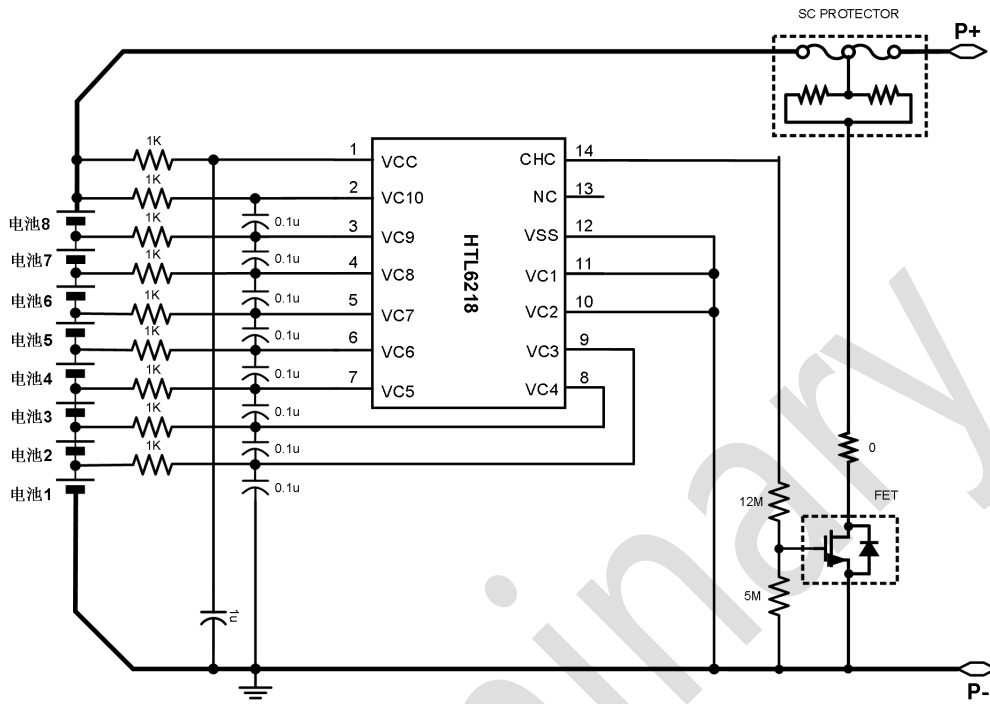 SC PROTECTOR
P+
1K
1 VCC CHC 14
1K
2 VC10 NC 13
电池8
1K
0.1u
3 VC9 VSS 12
电池7
1K
0.1u
4 VC8 VC1 11
HTL6218
电池6
1K
0.1u
5 VC7 VC2 10
电池5
1K
0.1u
6 VC6 VC3 9
电池4
1K
0.1u
7 VC5 VC4 8
电池3
1K
0.1u
电池2
1K
0.1u
0
电池1
0.1u
12M
FET
5M
1u
P-
inary